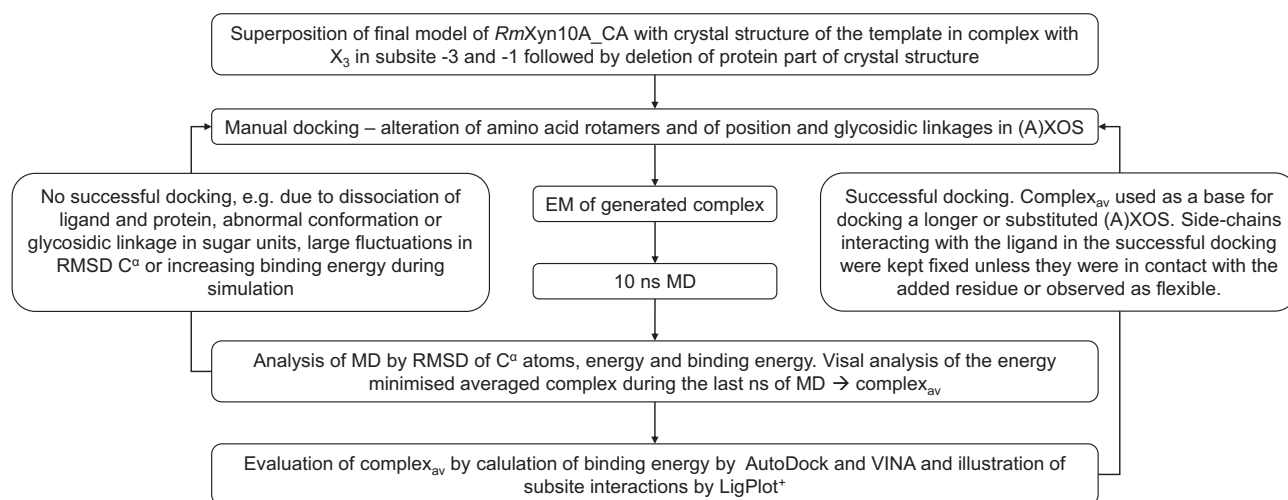 Superposition of final model of RmXyn10A_CA with crystal structure of the template in complex with
X₃ in subsite -3 and -1 followed by deletion of protein part of crystal structure
Manual docking – alteration of amino acid rotamers and of position and glycosidic linkages in (A)XOS
No successful docking, e.g. due to dissociation of
ligand and protein, abnormal conformation or
glycosidic linkage in sugar units, large fluctuations in
RMSD Cᵅ or increasing binding energy during
simulation
EM of generated complex
10 ns MD
Successful docking. Complexₐᵥ used as a base for
docking a longer or substituted (A)XOS. Side-chains
interacting with the ligand in the successful docking
were kept fixed unless they were in contact with the
added residue or observed as flexible.
Analysis of MD by RMSD of Cᵅ atoms, energy and binding energy. Visal analysis of the energy
minimised averaged complex during the last ns of MD → complexₐᵥ
Evaluation of complexₐᵥ by calulation of binding energy by AutoDock and VINA and illustration of
subsite interactions by LigPlot⁺